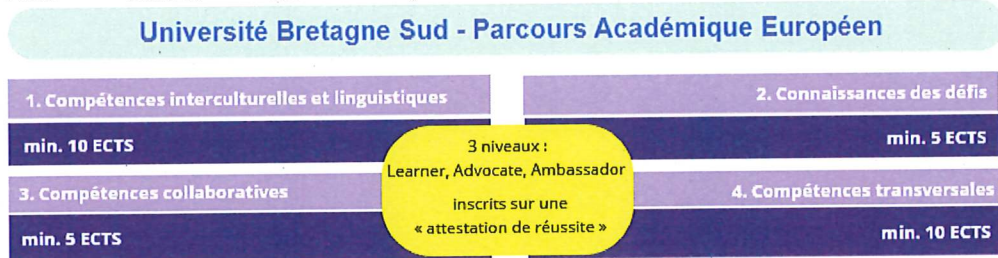 Université Bretagne Sud - Parcours Académique Européen
1. Compétences interculturelles et linguistiques
min. 10 ECTS
2. Connaissances des défis
min. 5 ECTS
3 niveaux :
Learner, Advocate, Ambassador
inscrits sur une
« attestation de réussite »
3. Compétences collaboratives
min. 5 ECTS
4. Compétences transversales
min. 10 ECTS